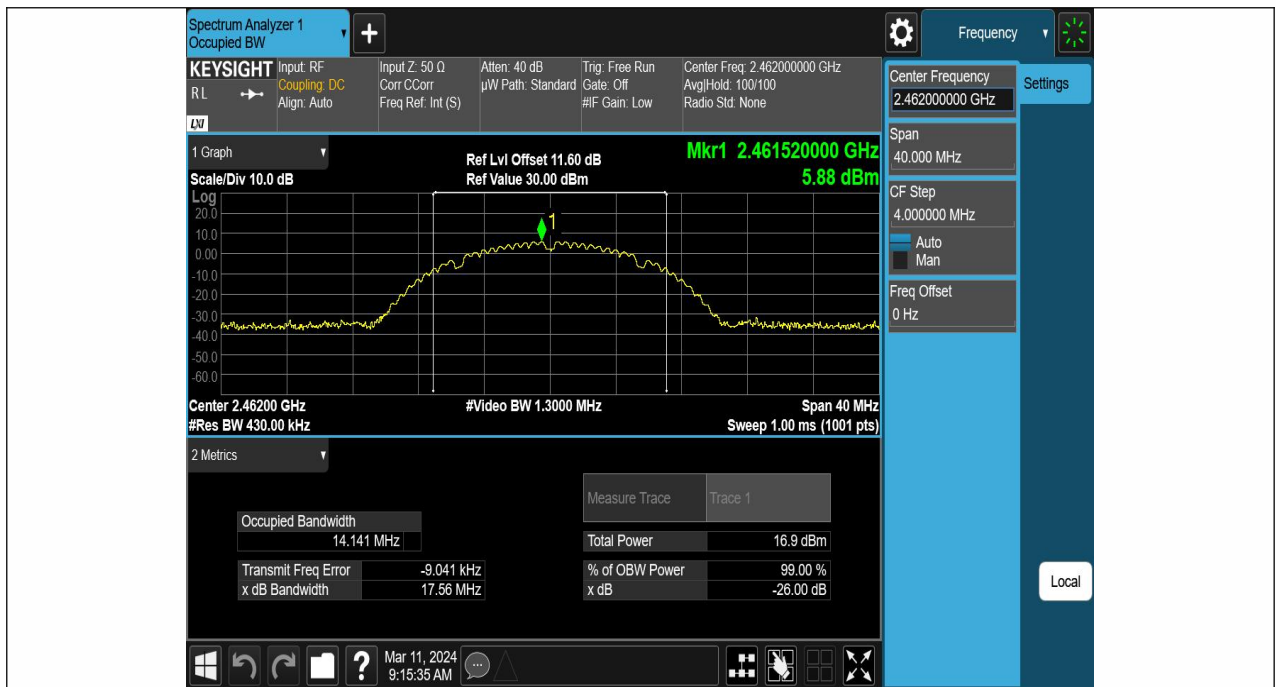 Spectrum Analyzer 1
Occupied BW
+
Frequency
KEYSIGHT
R L
LXI
Input: RF
Coupling: DC
Align: Auto
Input Z: 50 Ω
Corr CCorr
Freq Ref: Int (S)
Atten: 40 dB
µW Path: Standard
Trig: Free Run
Gate: Off
#IF Gain: Low
Center Freq: 2.462000000 GHz
Avg|Hold: 100/100
Radio Std: None
Center Frequency
2.462000000 GHz
Settings
Span
40.000 MHz
CF Step
4.000000 MHz
Auto
Man
Freq Offset
0 Hz
Local
1 Graph
Scale/Div 10.0 dB
Ref Lvl Offset 11.60 dB
Ref Value 30.00 dBm
Mkr1 2.461520000 GHz
5.88 dBm
Log
20.0
10.0
0.00
-10.0
-20.0
-30.0
-40.0
-50.0
-60.0
1
Center 2.46200 GHz
#Video BW 1.3000 MHz
Span 40 MHz
#Res BW 430.00 kHz
Sweep 1.00 ms (1001 pts)
2 Metrics
Measure Trace Trace 1
Occupied Bandwidth
14.141 MHz
Total Power 16.9 dBm
Transmit Freq Error -9.041 kHz
% of OBW Power 99.00 %
x dB Bandwidth 17.56 MHz
x dB -26.00 dB
?
Mar 11, 2024
9:15:35 AM